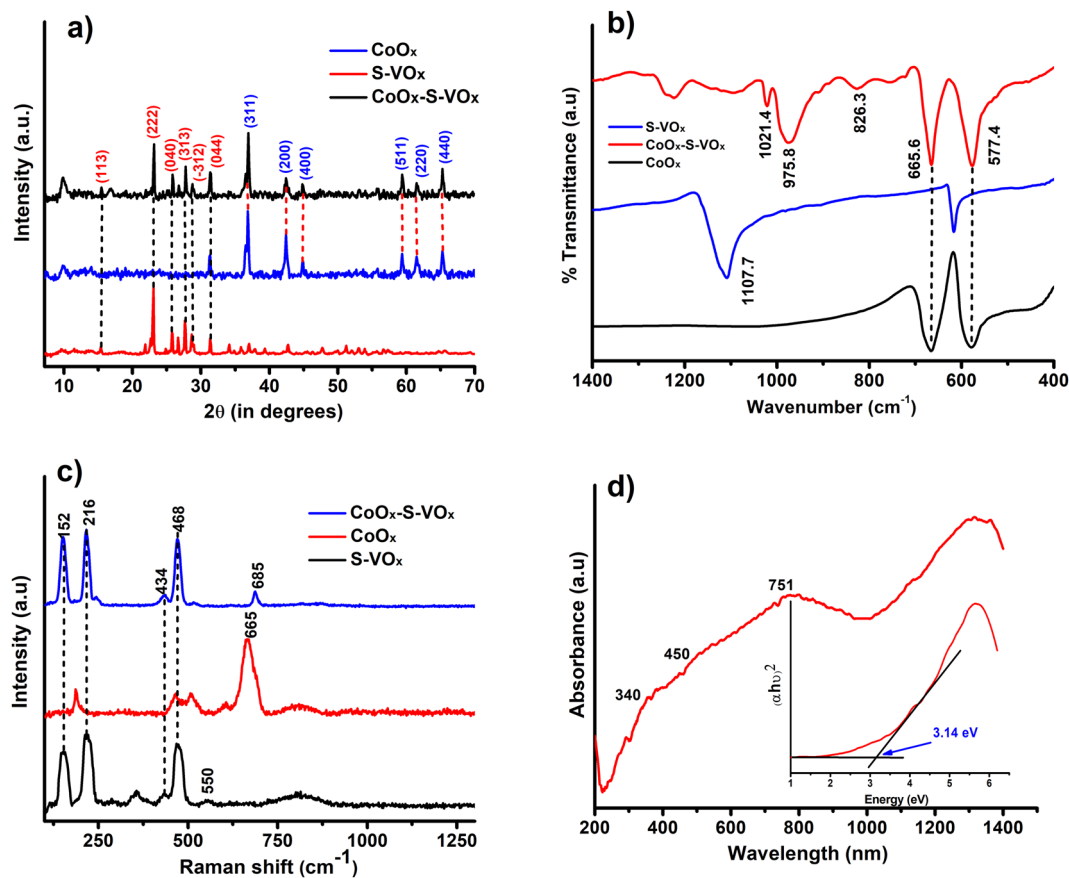 a)
CoOx
S-VOx
CoOx-S-VOx
(113)
(222)
(040)
(313)
(-312)
(044)
(311)
(200)
(400)
(511)
(220)
(440)
Intensity (a.u.)
10 20 30 40 50 60 70
2θ (in degrees)
b)
S-VOx
CoOx-S-VOx
CoOx
1021.4
975.8
826.3
665.6
577.4
1107.7
% Transmittance (a.u)
1400 1200 1000 800 600 400
Wavenumber (cm-1)
c)
CoOx-S-VOx
CoOx
S-VOx
152
216
434
468
685
665
550
Intensity (a.u)
250 500 750 1000 1250
Raman shift (cm-1)
d)
340
450
751
Absorbance (a.u)
200 400 600 800 1000 1200 1400
Wavelength (nm)
(αhυ)2
3.14 eV
1 2 3 4 5 6
Energy (eV)